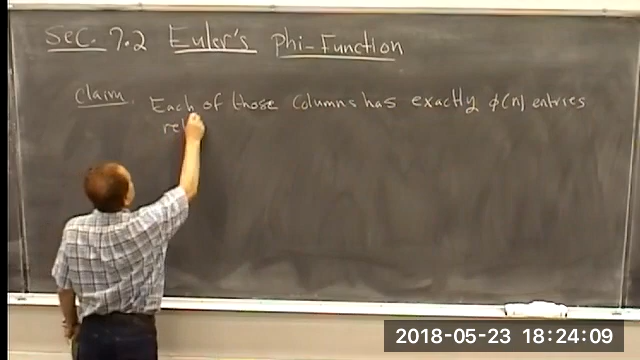 Sec. 7.2 Euler's Phi-Function
Claim. Each of those columns has exactly φ(n) entries
rel
2018-05-23 18:24:09